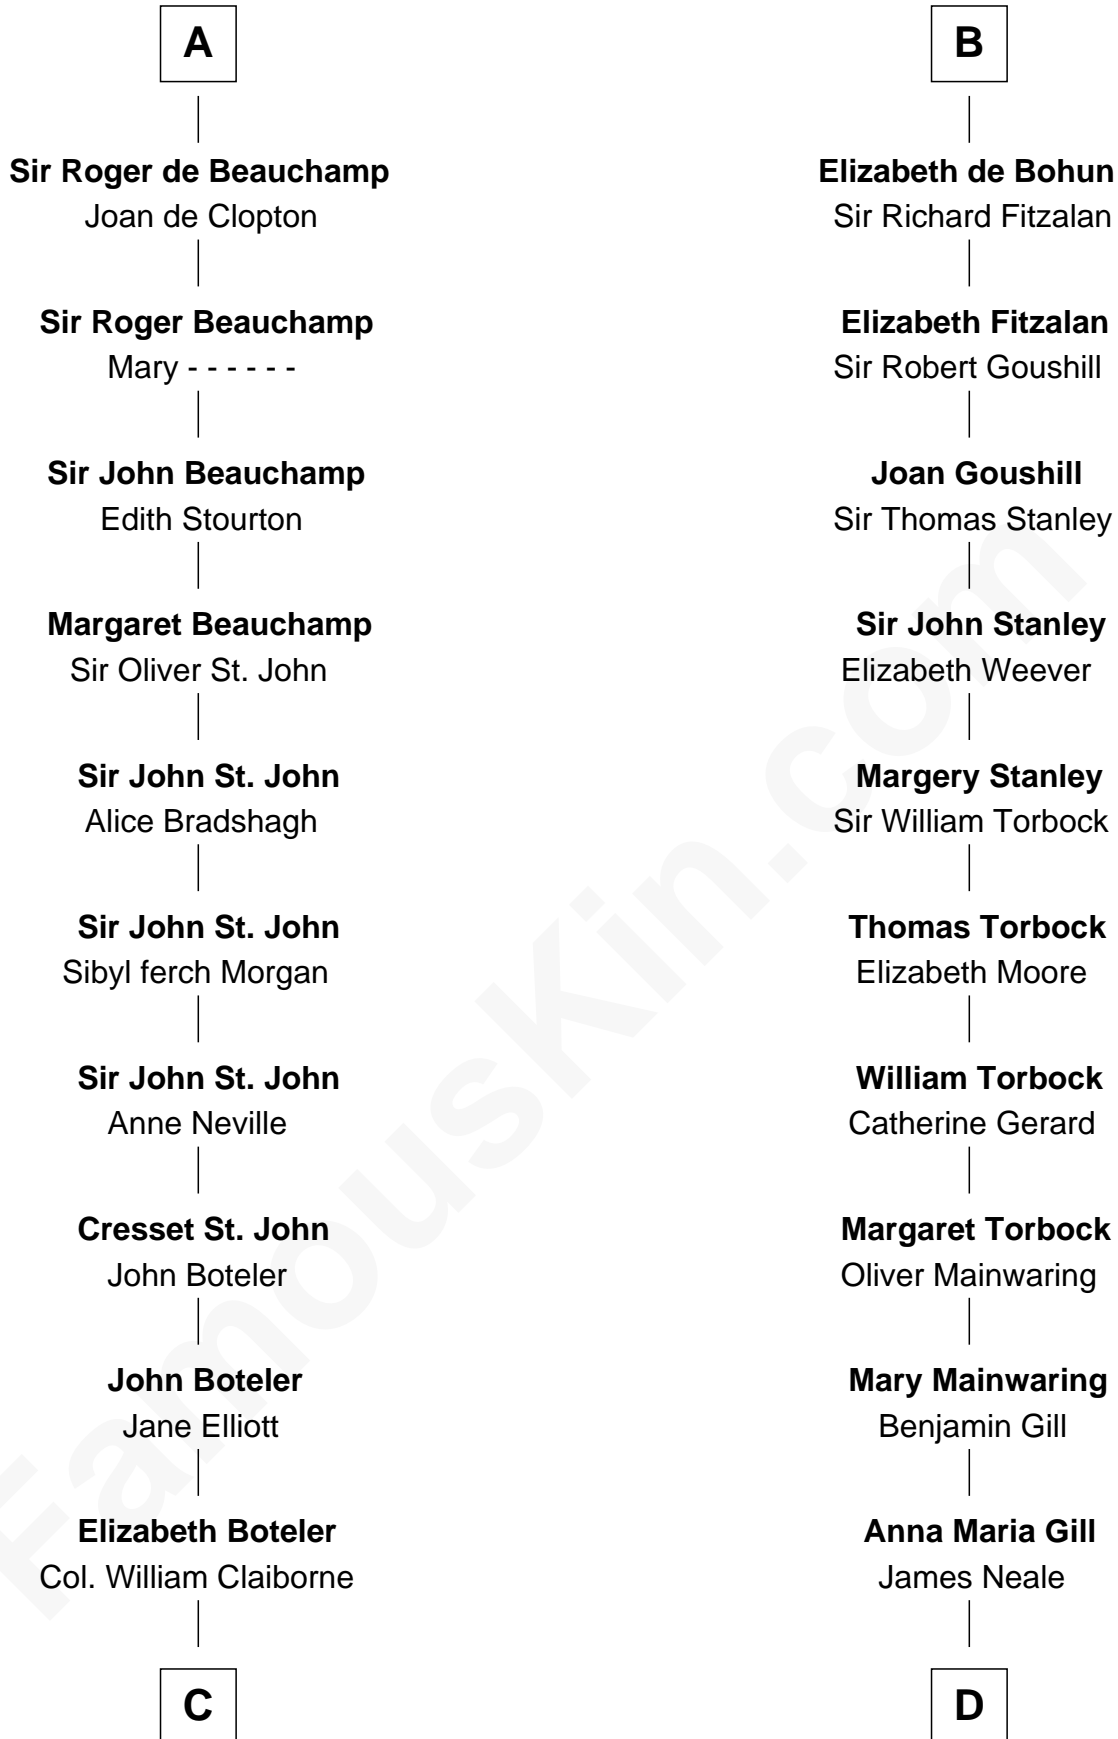 A
Sir Roger de Beauchamp
Joan de Clopton
Sir Roger Beauchamp
Mary - - - - - -
Sir John Beauchamp
Edith Stourton
Margaret Beauchamp
Sir Oliver St. John
Sir John St. John
Alice Bradshagh
Sir John St. John
Sibyl ferch Morgan
Sir John St. John
Anne Neville
Cresset St. John
John Boteler
John Boteler
Jane Elliott
Elizabeth Boteler
Col. William Claiborne
C
B
Elizabeth de Bohun
Sir Richard Fitzalan
Elizabeth Fitzalan
Sir Robert Goushill
Joan Goushill
Sir Thomas Stanley
Sir John Stanley
Elizabeth Weever
Margery Stanley
Sir William Torbock
Thomas Torbock
Elizabeth Moore
William Torbock
Catherine Gerard
Margaret Torbock
Oliver Mainwaring
Mary Mainwaring
Benjamin Gill
Anna Maria Gill
James Neale
D
FamousKin.com